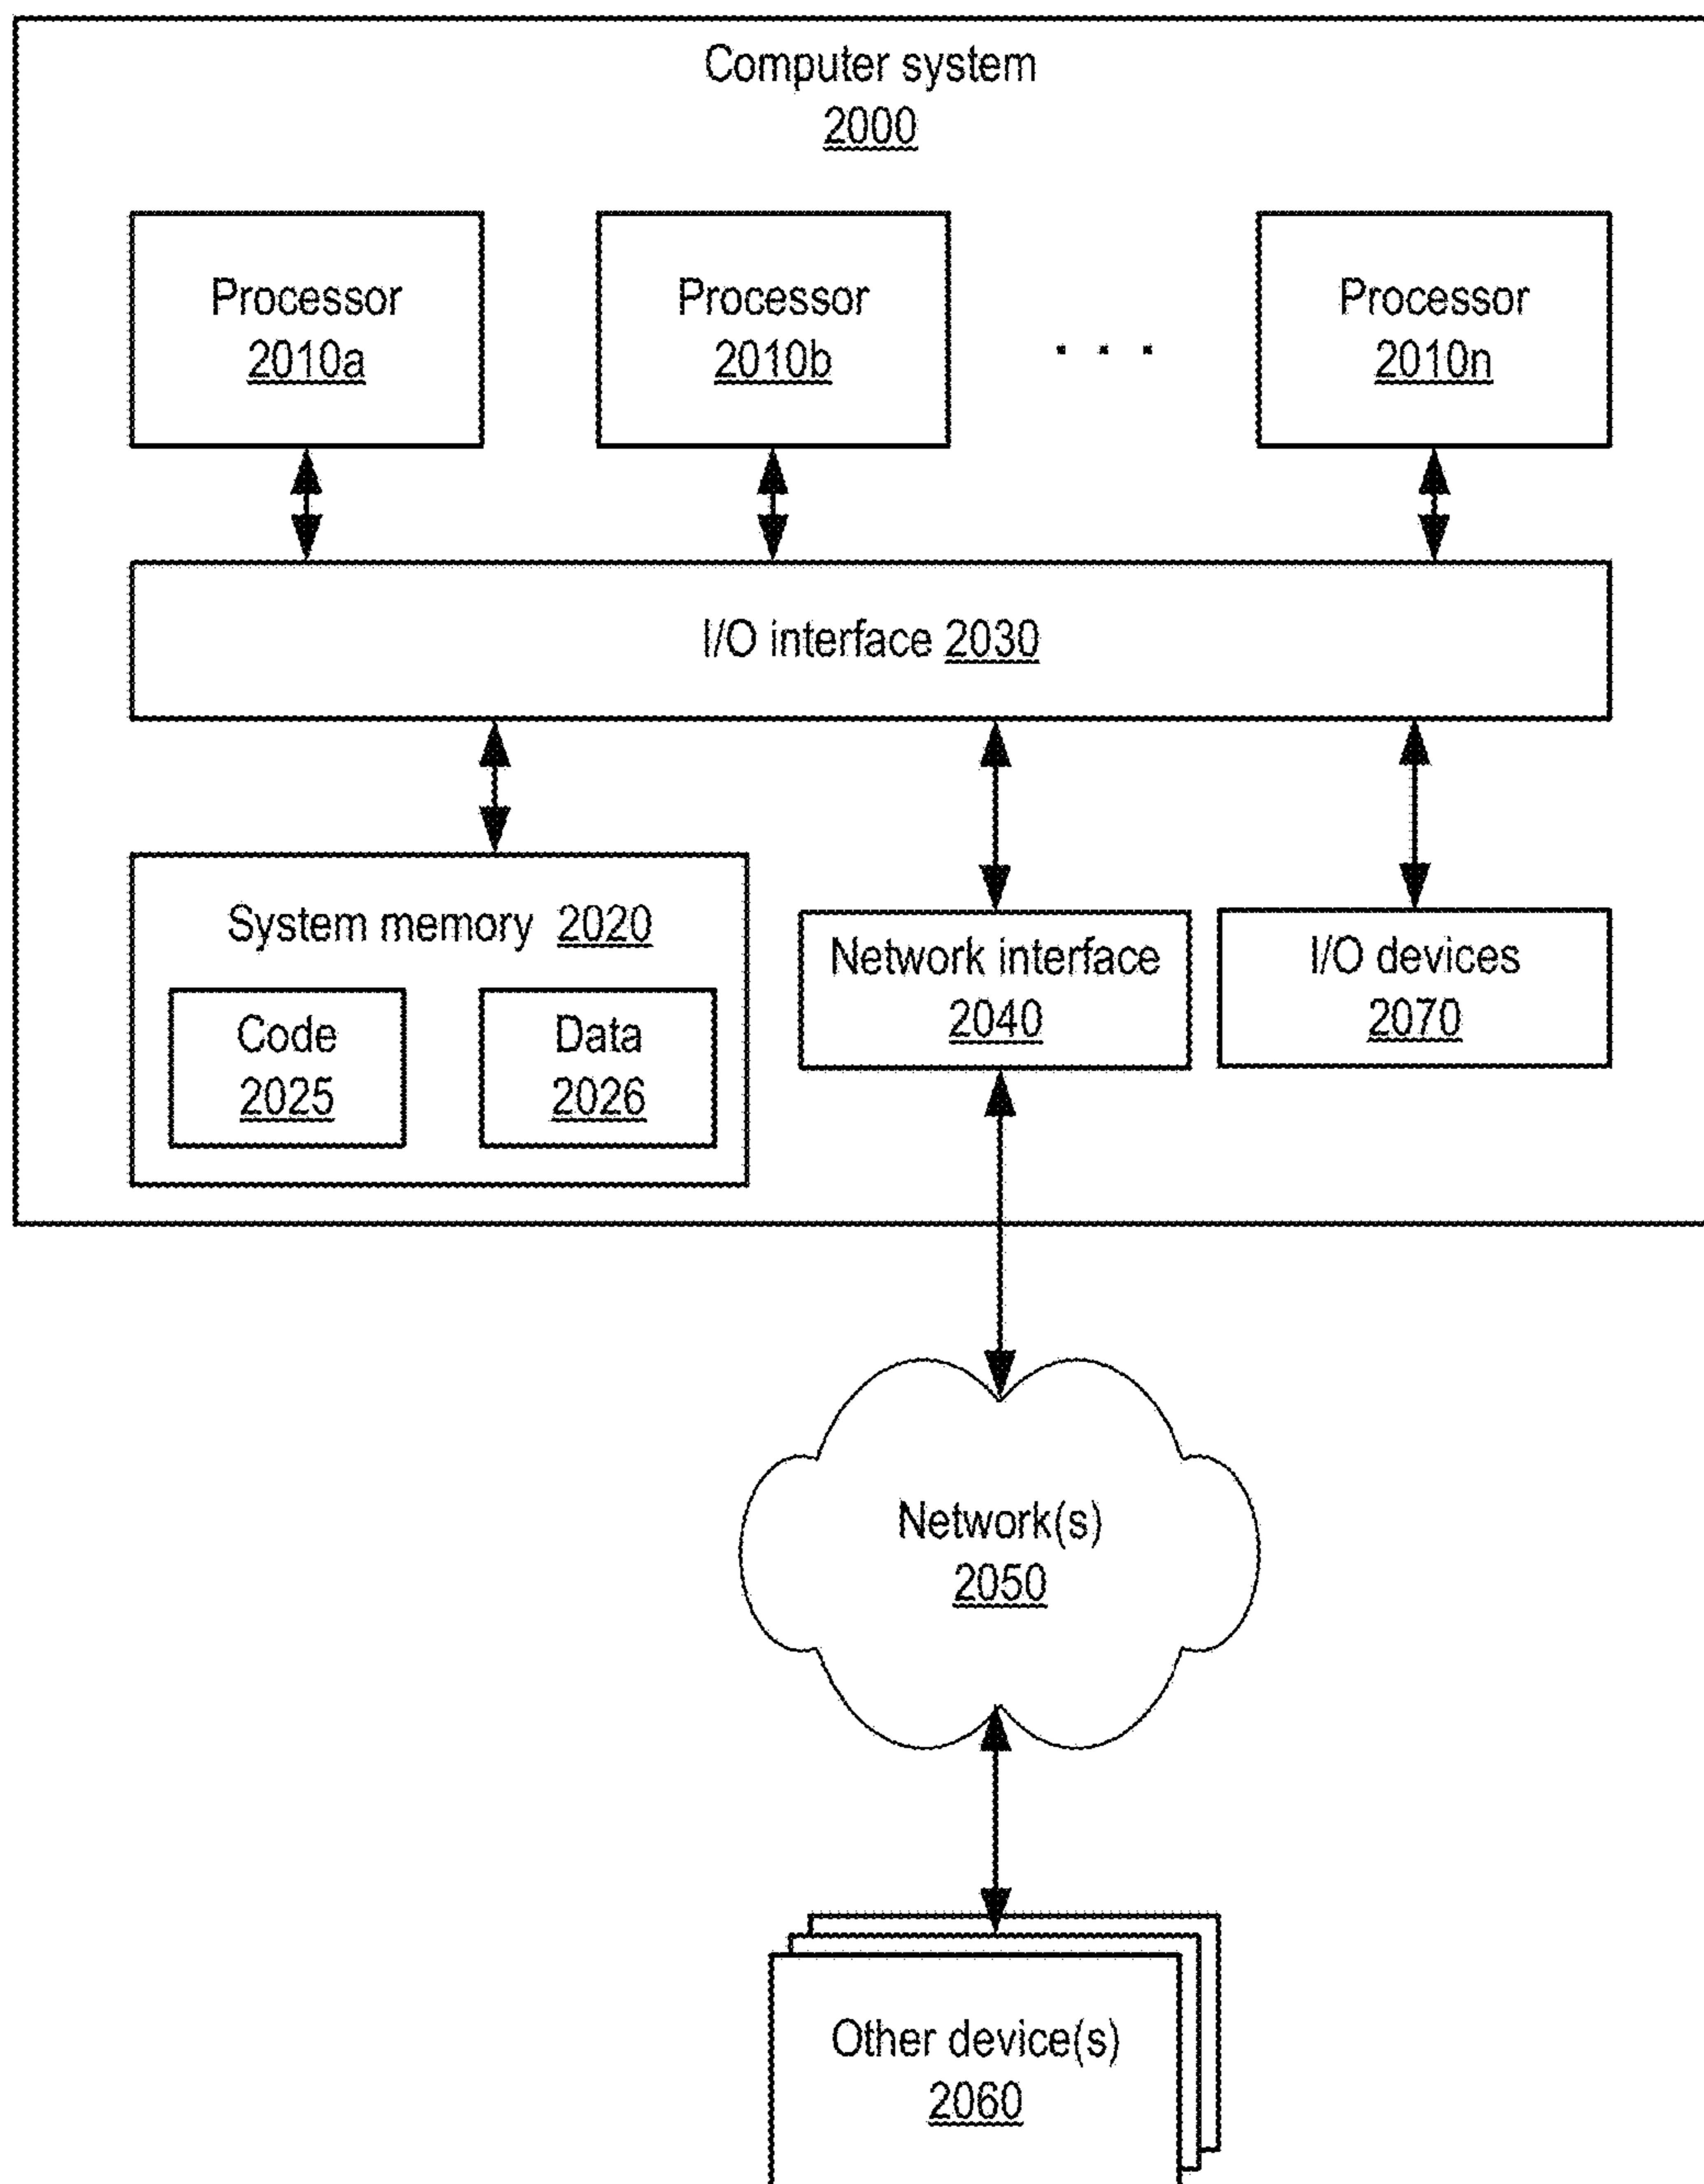 Computer system
2000
Processor
2010a
Processor
2010b
. . .
Processor
2010n
I/O interface 2030
System memory 2020
Code
2025
Data
2026
Network interface
2040
I/O devices
2070
Network(s)
2050
Other device(s)
2060